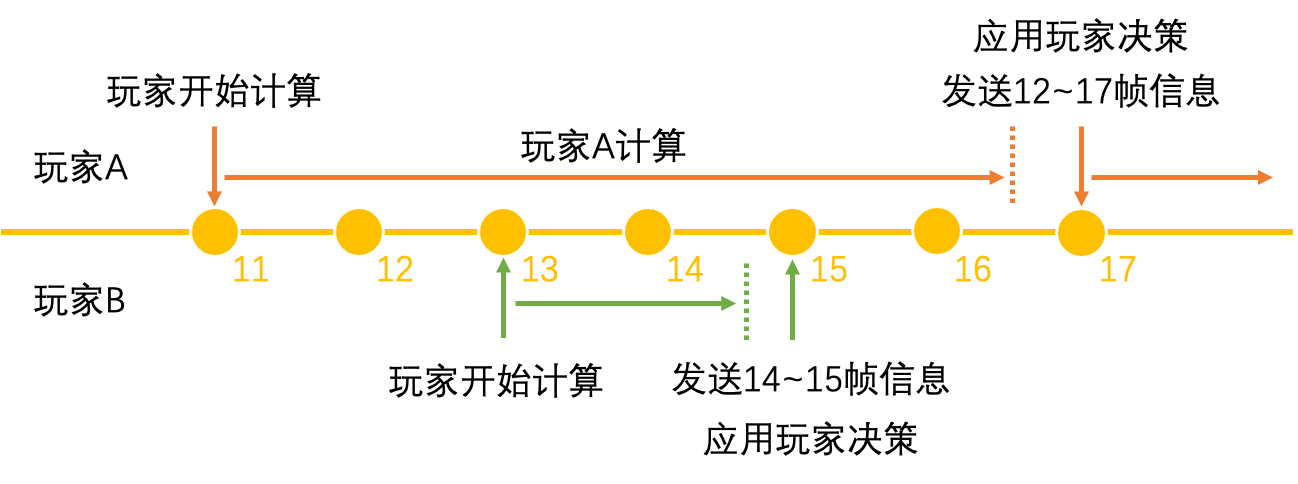 应用玩家决策
玩家开始计算
发送12~17帧信息
玩家A计算
玩家A
11
12
13
14
15
16
17
玩家B
玩家开始计算
发送14~15帧信息
应用玩家决策